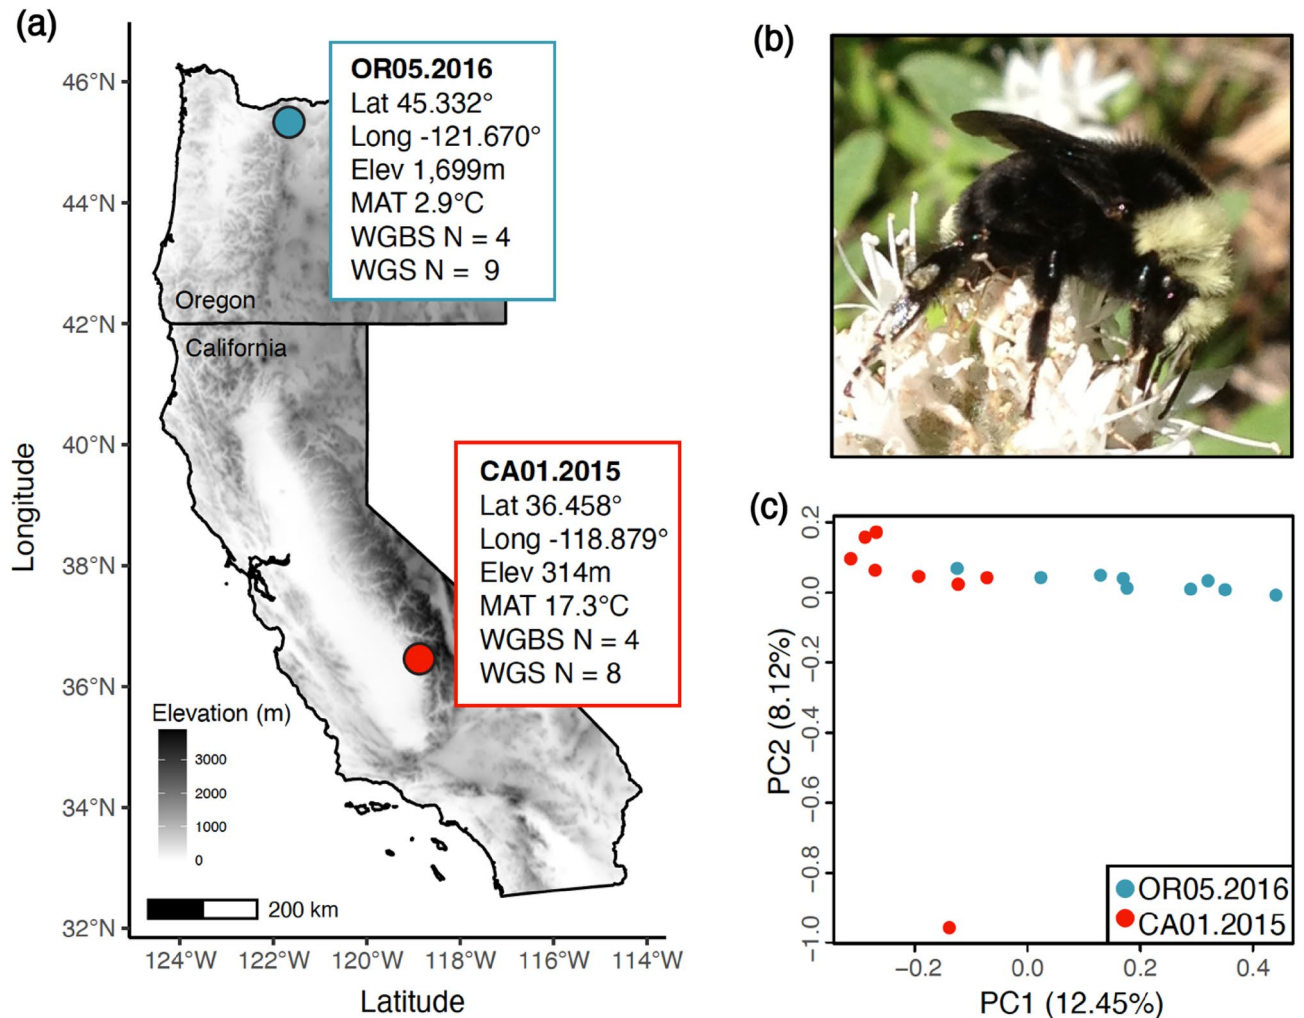 (a)
46°N
44°N
42°N
40°N
38°N
36°N
34°N
32°N
Longitude
OR05.2016
Lat 45.332°
Long -121.670°
Elev 1,699m
MAT 2.9°C
WGBS N = 4
WGS N = 9
Oregon
California
CA01.2015
Lat 36.458°
Long -118.879°
Elev 314m
MAT 17.3°C
WGBS N = 4
WGS N = 8
Elevation (m)
3000
2000
1000
0
200 km
124°W 122°W 120°W 118°W 116°W 114°W
Latitude
(b)
(c)
0.2
0.0
−0.2
−0.4
−0.6
−0.8
−1.0
PC2 (8.12%)
OR05.2016
CA01.2015
−0.2 0.0 0.2 0.4
PC1 (12.45%)